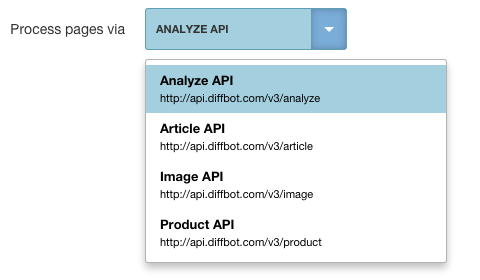 Process pages via
ANALYZE API
Analyze API
http://api.diffbot.com/v3/analyze
Article API
http://api.diffbot.com/v3/article
Image API
http://api.diffbot.com/v3/image
Product API
http://api.diffbot.com/v3/product